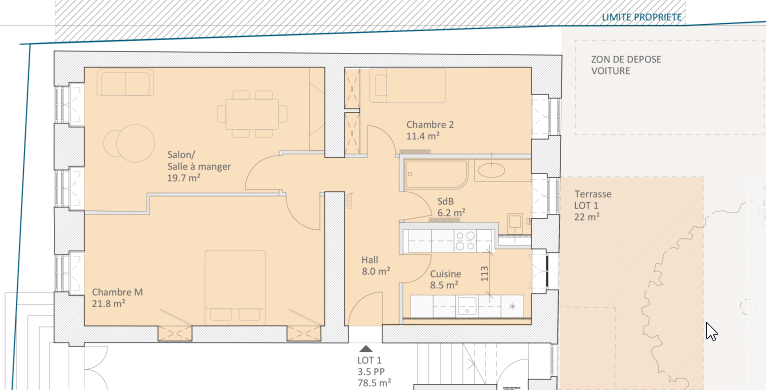 LIMITE PROPRIETE
ZON DE DEPOSE
VOITURE
Chambre 2
11.4 m²
Salon/
Salle à manger
19.7 m²
SdB
6.2 m²
Terrasse
LOT 1
22 m²
Hall
8.0 m²
Cuisine
8.5 m²
113
Chambre M
21.8 m²
LOT 1
3.5 PP
78.5 m²